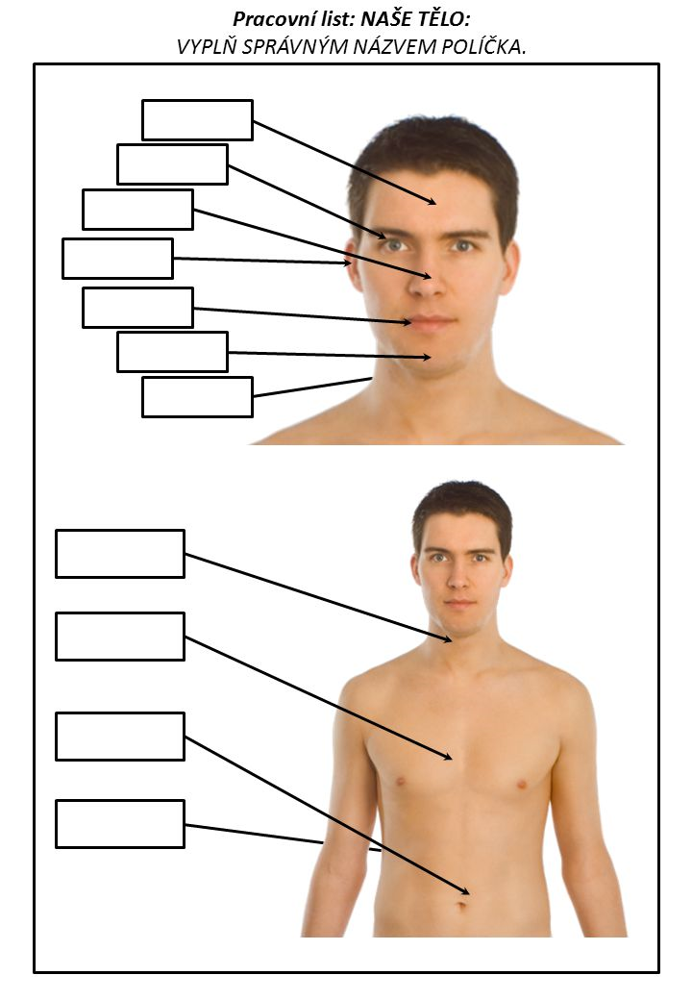 Pracovní list: NAŠE TĚLO:
VYPLŇ SPRÁVNÝM NÁZVEM POLÍČKA.